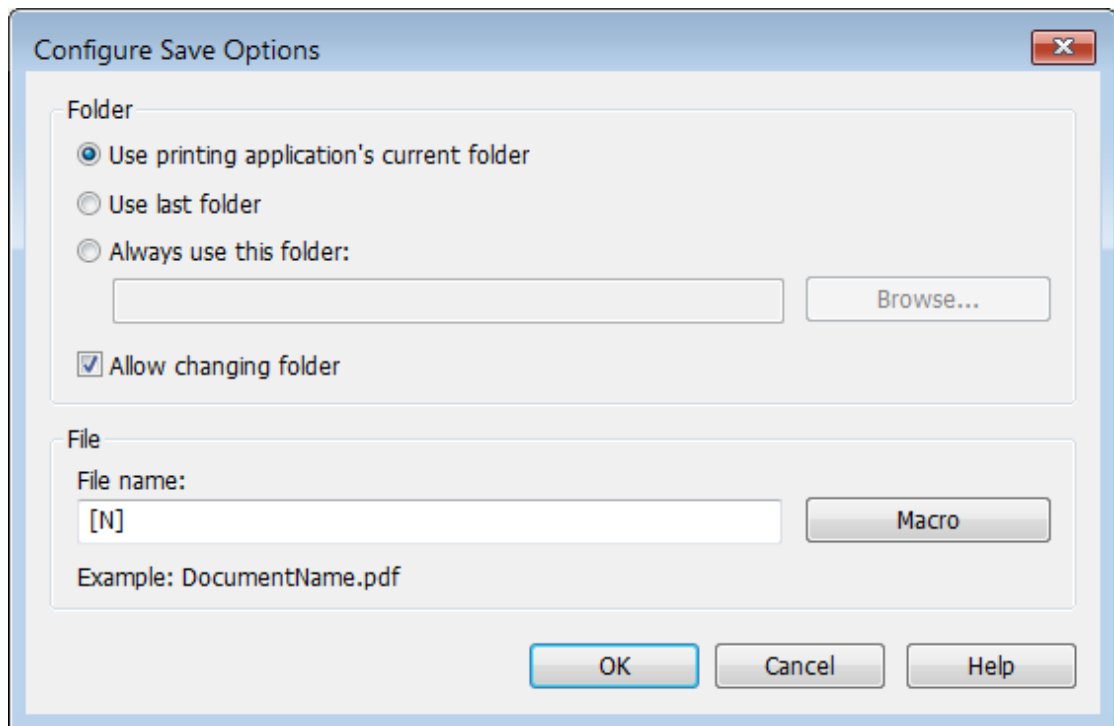 Configure Save Options
Folder
Use printing application's current folder
Use last folder
Always use this folder:
Browse...
Allow changing folder
File
File name:
[N]
Macro
Example: DocumentName.pdf
OK
Cancel
Help